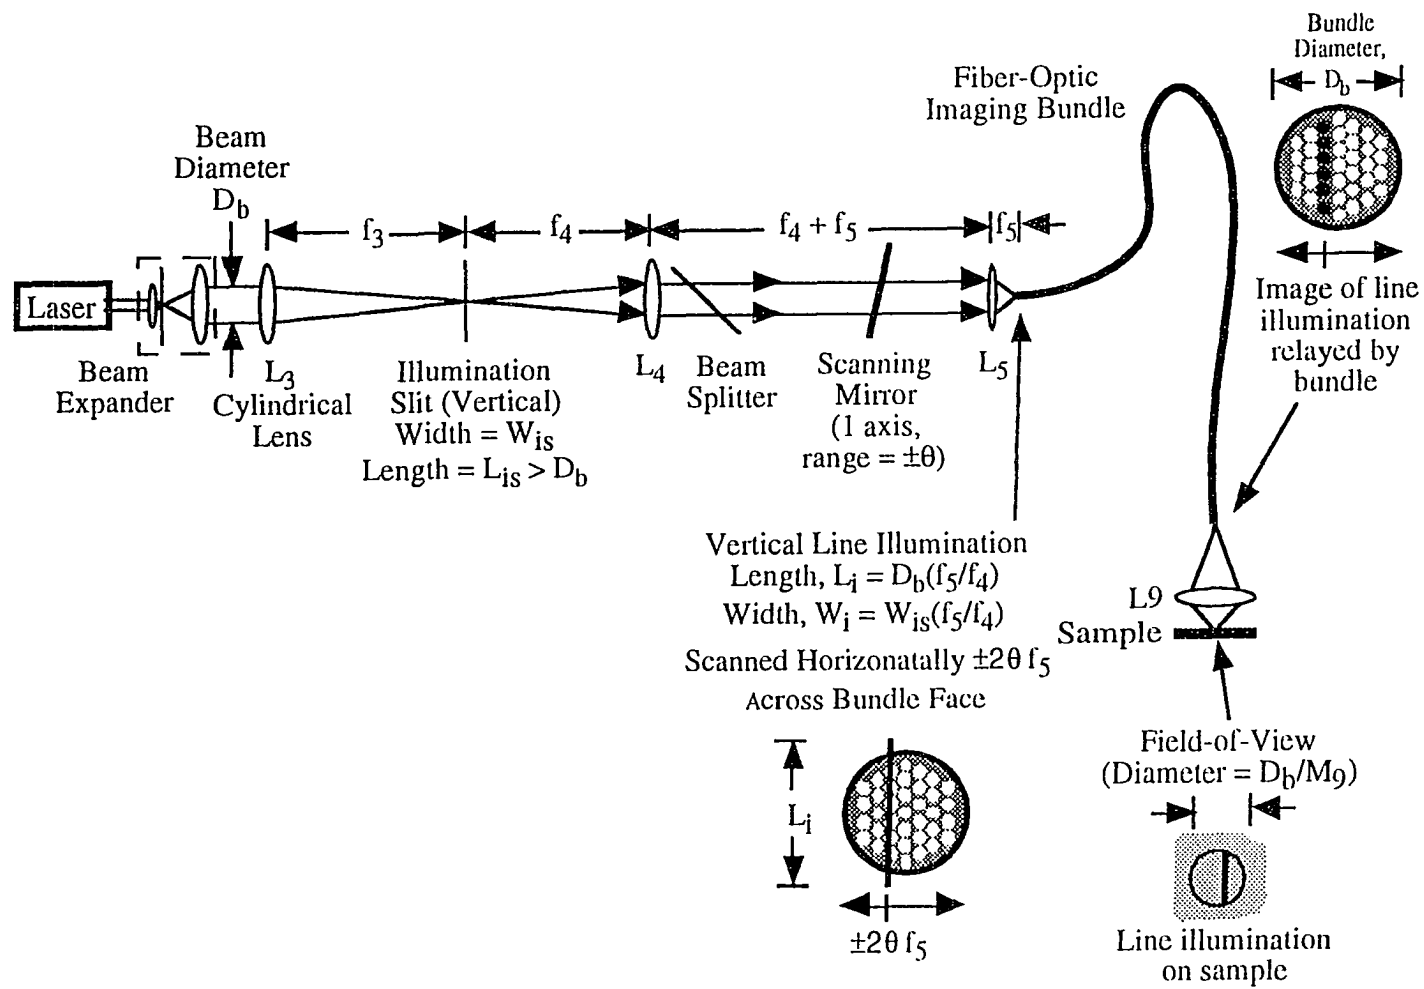 Bundle
Diameter,
D_b
Fiber-Optic
Imaging Bundle
Beam
Diameter
D_b
f_3
f_4
f_4 + f_5
f_5
Laser
Beam
Expander
L_3
Cylindrical
Lens
Illumination
Slit (Vertical)
Width = W_is
Length = L_is > D_b
L_4
Beam
Splitter
Scanning
Mirror
(1 axis,
range = ±θ)
L_5
Image of line
illumination
relayed by
bundle
Vertical Line Illumination
Length, L_i = D_b(f_5/f_4)
Width, W_i = W_is(f_5/f_4)
Scanned Horizonatally ±2θ f_5
Across Bundle Face
L9
Sample
L_i
±2θ f_5
Field-of-View
(Diameter = D_b/M_9)
Line illumination
on sample